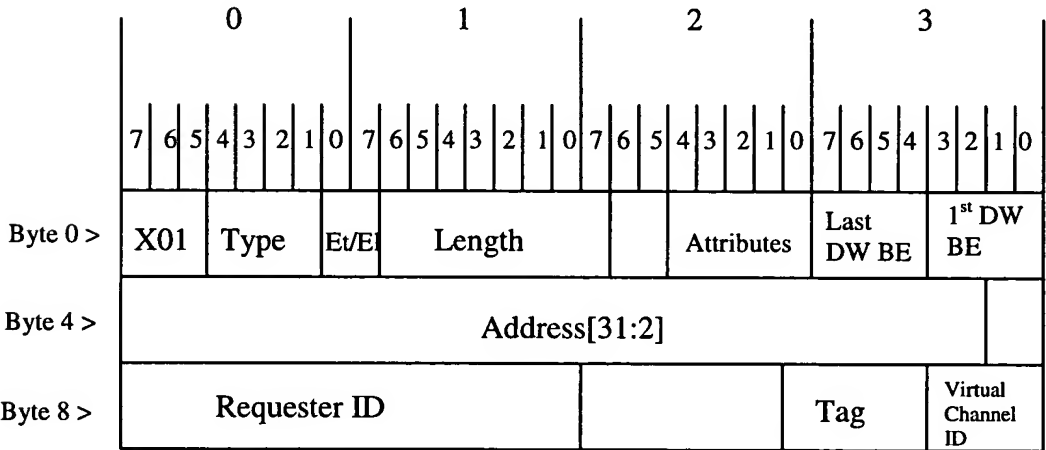 0 1 2 3
7 6 5 4 3 2 1 0 7 6 5 4 3 2 1 0 7 6 5 4 3 2 1 0 7 6 5 4 3 2 1 0
Byte 0 > X01 Type Et/El Length Attributes Last DW BE 1st DW BE
Byte 4 > Address[31:2]
Byte 8 > Requester ID Tag Virtual Channel ID